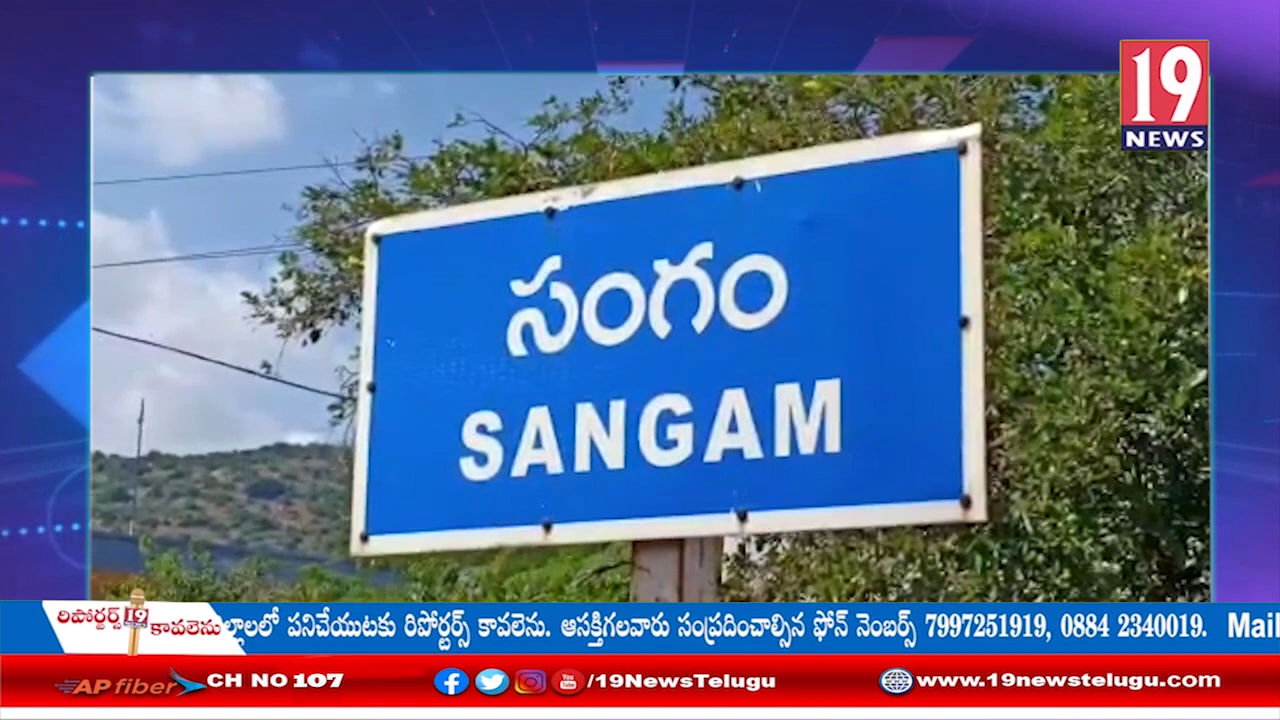 19
NEWS
సంగం
SANGAM
రిపోర్టర్స్ 19
కావలెను
ల్లాలలో పనిచేయుటకు రిపోర్టర్స్ కావలెను. ఆసక్తిగలవారు సంప్రదించాల్సిన ఫోన్ నెంబర్స్ 7997251919, 0884 2340019. Mail
AP fiber CH NO 107
/19NewsTelugu
www.19newstelugu.com